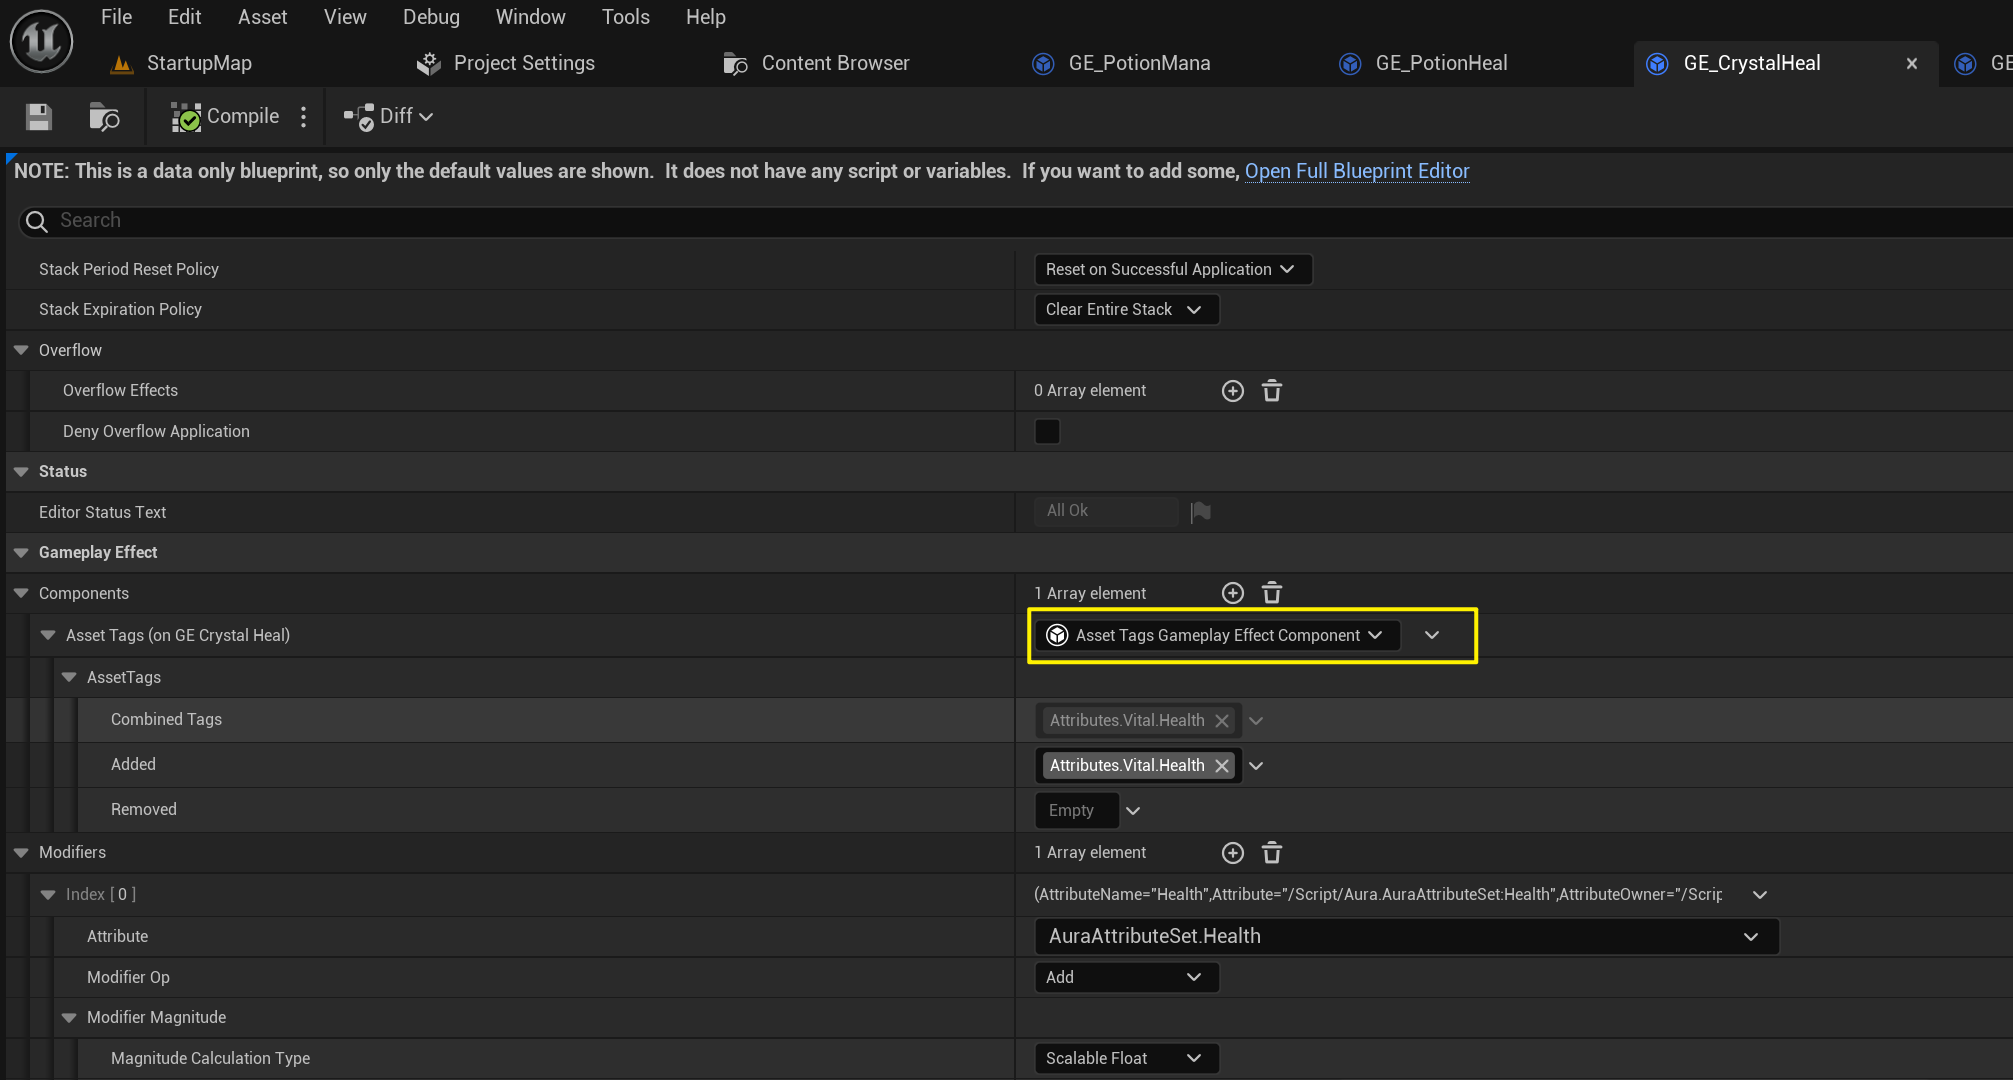 File Edit Asset View Debug Window Tools Help
StartupMap Project Settings Content Browser GE_PotionMana GE_PotionHeal GE_CrystalHeal × GE
Compile Diff
NOTE: This is a data only blueprint, so only the default values are shown.  It does not have any script or variables.  If you want to add some, Open Full Blueprint Editor
Search
Stack Period Reset Policy Reset on Successful Application
Stack Expiration Policy Clear Entire Stack
Overflow
Overflow Effects 0 Array element
Deny Overflow Application
Status
Editor Status Text All Ok
Gameplay Effect
Components 1 Array element
Asset Tags (on GE Crystal Heal) Asset Tags Gameplay Effect Component
AssetTags
Combined Tags Attributes.Vital.Health
Added Attributes.Vital.Health
Removed Empty
Modifiers 1 Array element
Index [ 0 ] (AttributeName="Health",Attribute="/Script/Aura.AuraAttributeSet:Health",AttributeOwner="/Scrip
Attribute AuraAttributeSet.Health
Modifier Op Add
Modifier Magnitude
Magnitude Calculation Type Scalable Float